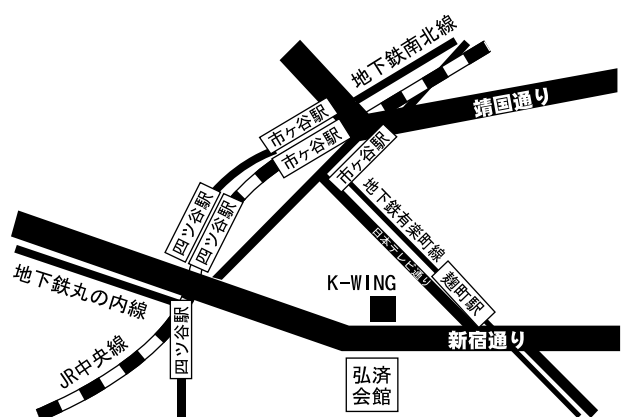 地下鉄南北線
靖国通り
市ヶ谷駅
市ヶ谷駅
市ヶ谷駅
四ツ谷駅
四ツ谷駅
地下鉄有楽町線
日本テレビ通り
地下鉄丸の内線
K-WING
麹町駅
四ツ谷駅
新宿通り
JR中央線
弘済
会館